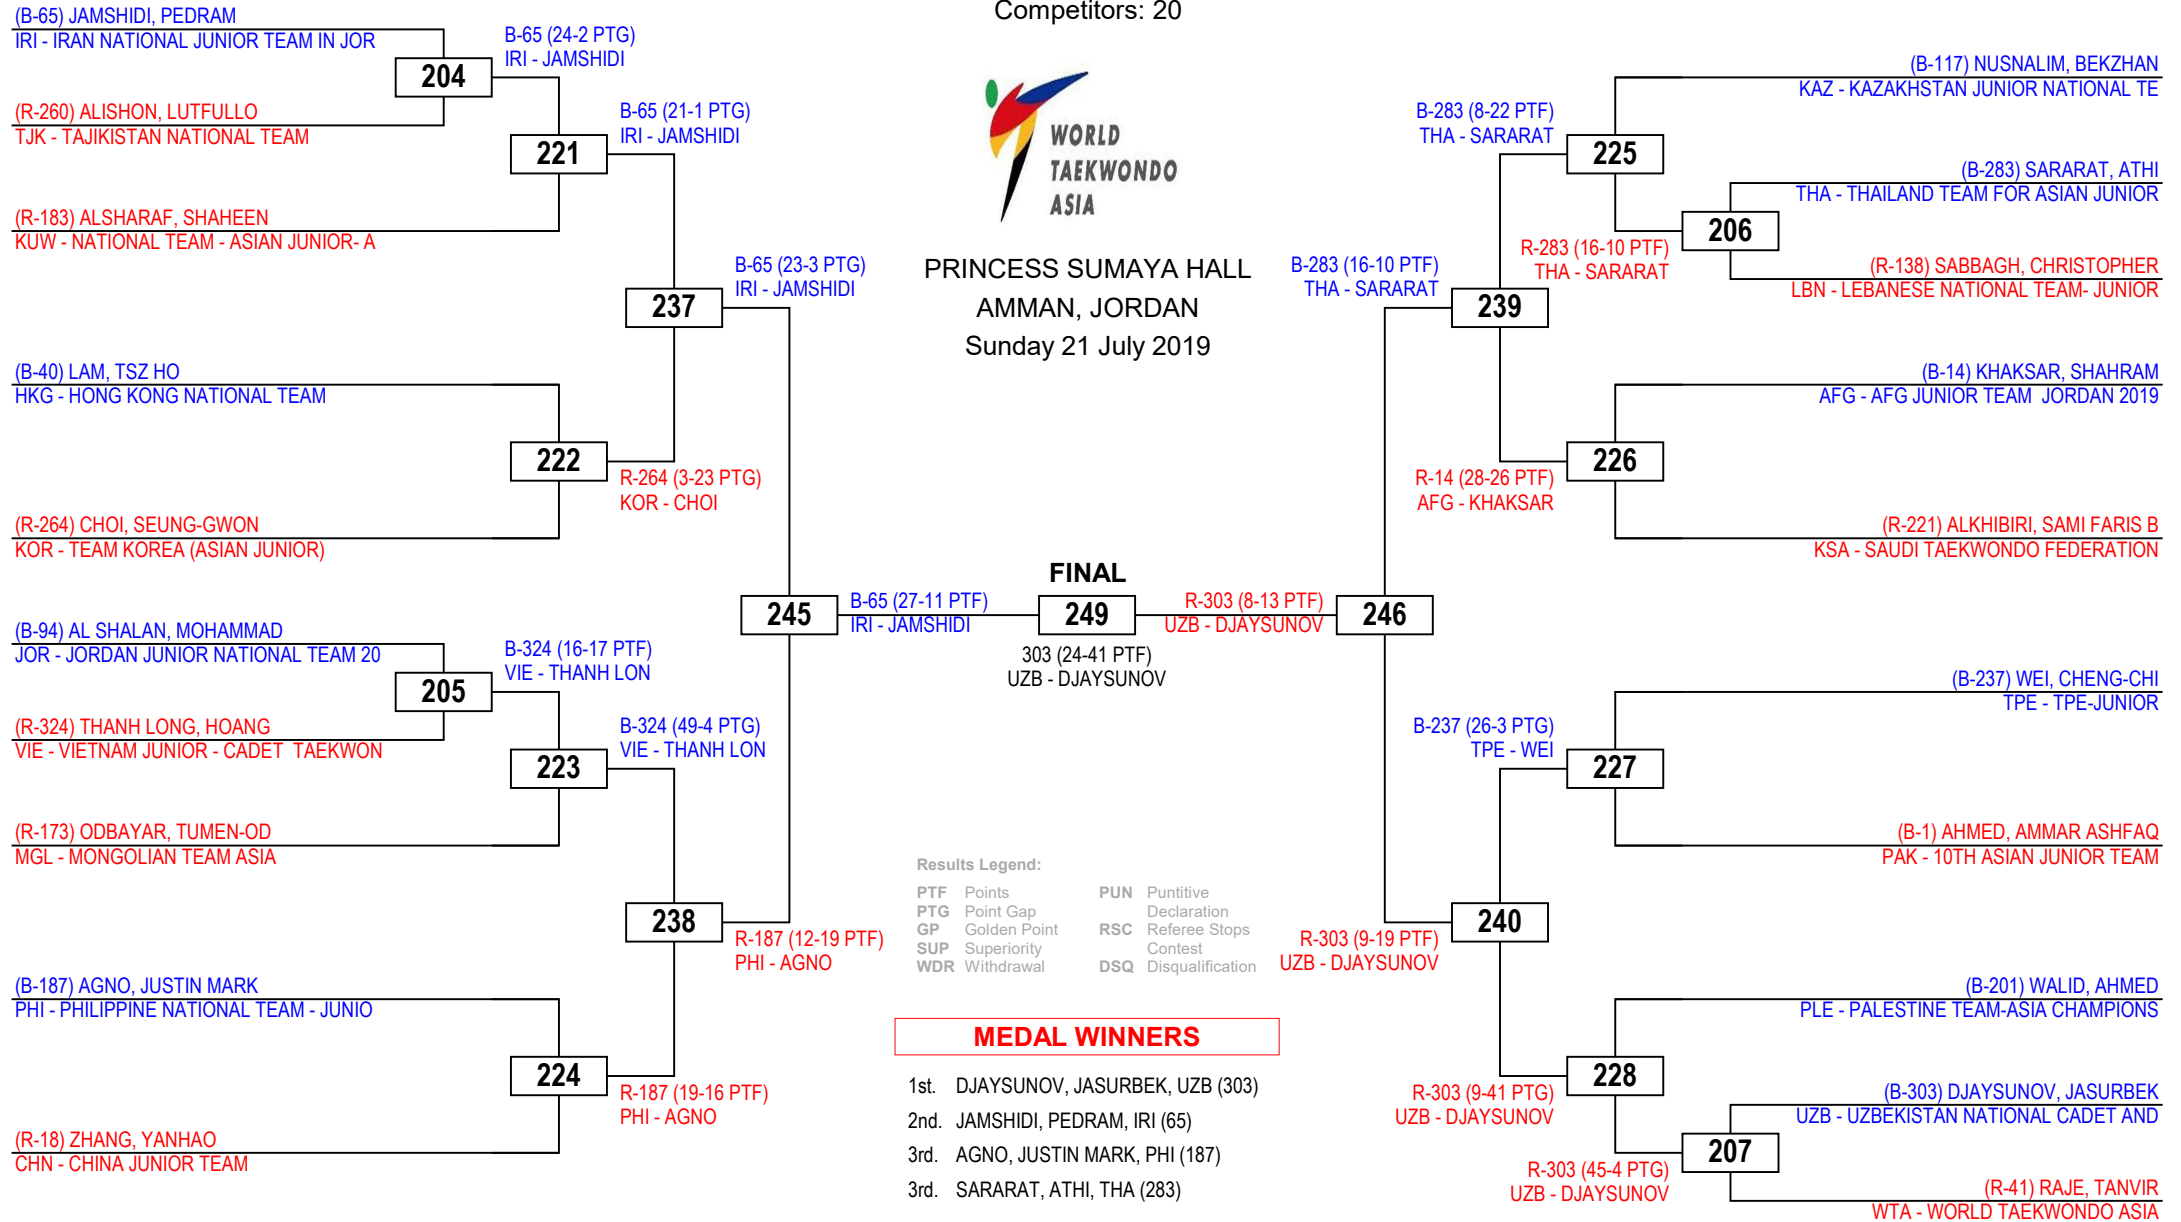 Competitors: 20
(B-65) JAMSHIDI, PEDRAM
IRI - IRAN NATIONAL JUNIOR TEAM IN JOR
204
(R-260) ALISHON, LUTFULLO
TJK - TAJIKISTAN NATIONAL TEAM
B-65 (24-2 PTG)
IRI - JAMSHIDI
221
(R-183) ALSHARAF, SHAHEEN
KUW - NATIONAL TEAM - ASIAN JUNIOR- A
B-65 (21-1 PTG)
IRI - JAMSHIDI
237
(B-40) LAM, TSZ HO
HKG - HONG KONG NATIONAL TEAM
222
(R-264) CHOI, SEUNG-GWON
KOR - TEAM KOREA (ASIAN JUNIOR)
R-264 (3-23 PTG)
KOR - CHOI
B-65 (23-3 PTG)
IRI - JAMSHIDI
245
(B-94) AL SHALAN, MOHAMMAD
JOR - JORDAN JUNIOR NATIONAL TEAM 20
205
(R-324) THANH LONG, HOANG
VIE - VIETNAM JUNIOR - CADET  TAEKWON
B-324 (16-17 PTF)
VIE - THANH LON
223
(R-173) ODBAYAR, TUMEN-OD
MGL - MONGOLIAN TEAM ASIA
B-324 (49-4 PTG)
VIE - THANH LON
238
(B-187) AGNO, JUSTIN MARK
PHI - PHILIPPINE NATIONAL TEAM - JUNIO
224
(R-18) ZHANG, YANHAO
CHN - CHINA JUNIOR TEAM
R-187 (19-16 PTF)
PHI - AGNO
R-187 (12-19 PTF)
PHI - AGNO
WORLD
TAEKWONDO
ASIA
PRINCESS SUMAYA HALL
AMMAN, JORDAN
Sunday 21 July 2019
B-65 (27-11 PTF)
IRI - JAMSHIDI
FINAL
249
303 (24-41 PTF)
UZB - DJAYSUNOV
R-303 (8-13 PTF)
UZB - DJAYSUNOV
246
Results Legend:
PTF Points
PTG Point Gap
GP Golden Point
SUP Superiority
WDR Withdrawal
PUN Puntitive
Declaration
RSC Referee Stops
Contest
DSQ Disqualification
MEDAL WINNERS
1st. DJAYSUNOV, JASURBEK, UZB (303)
2nd. JAMSHIDI, PEDRAM, IRI (65)
3rd. AGNO, JUSTIN MARK, PHI (187)
3rd. SARARAT, ATHI, THA (283)
(B-117) NUSNALIM, BEKZHAN
KAZ - KAZAKHSTAN JUNIOR NATIONAL TE
B-283 (8-22 PTF)
THA - SARARAT
225
(B-283) SARARAT, ATHI
THA - THAILAND TEAM FOR ASIAN JUNIOR
206
R-283 (16-10 PTF)
THA - SARARAT
(R-138) SABBAGH, CHRISTOPHER
LBN - LEBANESE NATIONAL TEAM- JUNIOR
B-283 (16-10 PTF)
THA - SARARAT
239
(B-14) KHAKSAR, SHAHRAM
AFG - AFG JUNIOR TEAM  JORDAN 2019
226
R-14 (28-26 PTF)
AFG - KHAKSAR
(R-221) ALKHIBIRI, SAMI FARIS B
KSA - SAUDI TAEKWONDO FEDERATION
(B-237) WEI, CHENG-CHI
TPE - TPE-JUNIOR
B-237 (26-3 PTG)
TPE - WEI
227
(B-1) AHMED, AMMAR ASHFAQ
PAK - 10TH ASIAN JUNIOR TEAM
240
R-303 (9-19 PTF)
UZB - DJAYSUNOV
(B-201) WALID, AHMED
PLE - PALESTINE TEAM-ASIA CHAMPIONS
228
R-303 (9-41 PTG)
UZB - DJAYSUNOV
(B-303) DJAYSUNOV, JASURBEK
UZB - UZBEKISTAN NATIONAL CADET AND
207
R-303 (45-4 PTG)
UZB - DJAYSUNOV
(R-41) RAJE, TANVIR
WTA - WORLD TAEKWONDO ASIA